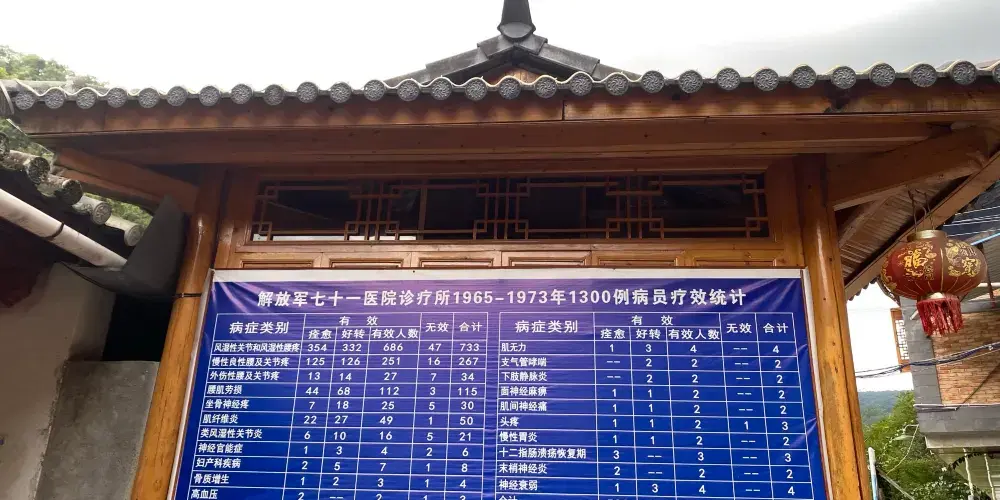 解放军七十一医院诊疗所1965-1973年1300例病员疗效统计
病症类别 有效 无效 合计
痊愈 好转 有效人数
风湿性关节和风湿性腰疼 354 332 686 47 733
慢性良性腰及关节疼 125 126 251 16 267
外伤性腰及关节疼 13 14 27 7 34
腰肌劳损 44 68 112 3 115
坐骨神经疼 7 18 25 5 30
肌纤维炎 22 27 49 1 50
类风湿性关节炎 6 10 16 5 21
神经官能症 1 3 4 2 6
妇产科疾病 2 5 7 1 8
骨质增生 1 2 3 1 4
高血压 2 -- 2 1 3
病症类别 有效 无效 合计
痊愈 好转 有效人数
肌无力 1 3 4 -- 4
支气管哮喘 -- 2 2 -- 2
下肢静脉炎 -- 2 2 -- 2
面神经麻痹 1 1 2 -- 2
肌间神经痛 1 1 2 -- 2
头疼 1 1 2 1 3
慢性胃炎 1 1 2 -- 2
十二指肠溃疡恢复期 3 -- 3 -- 3
末梢神经炎 2 -- 2 -- 2
神经衰弱 1 3 4 -- 4
合计
福